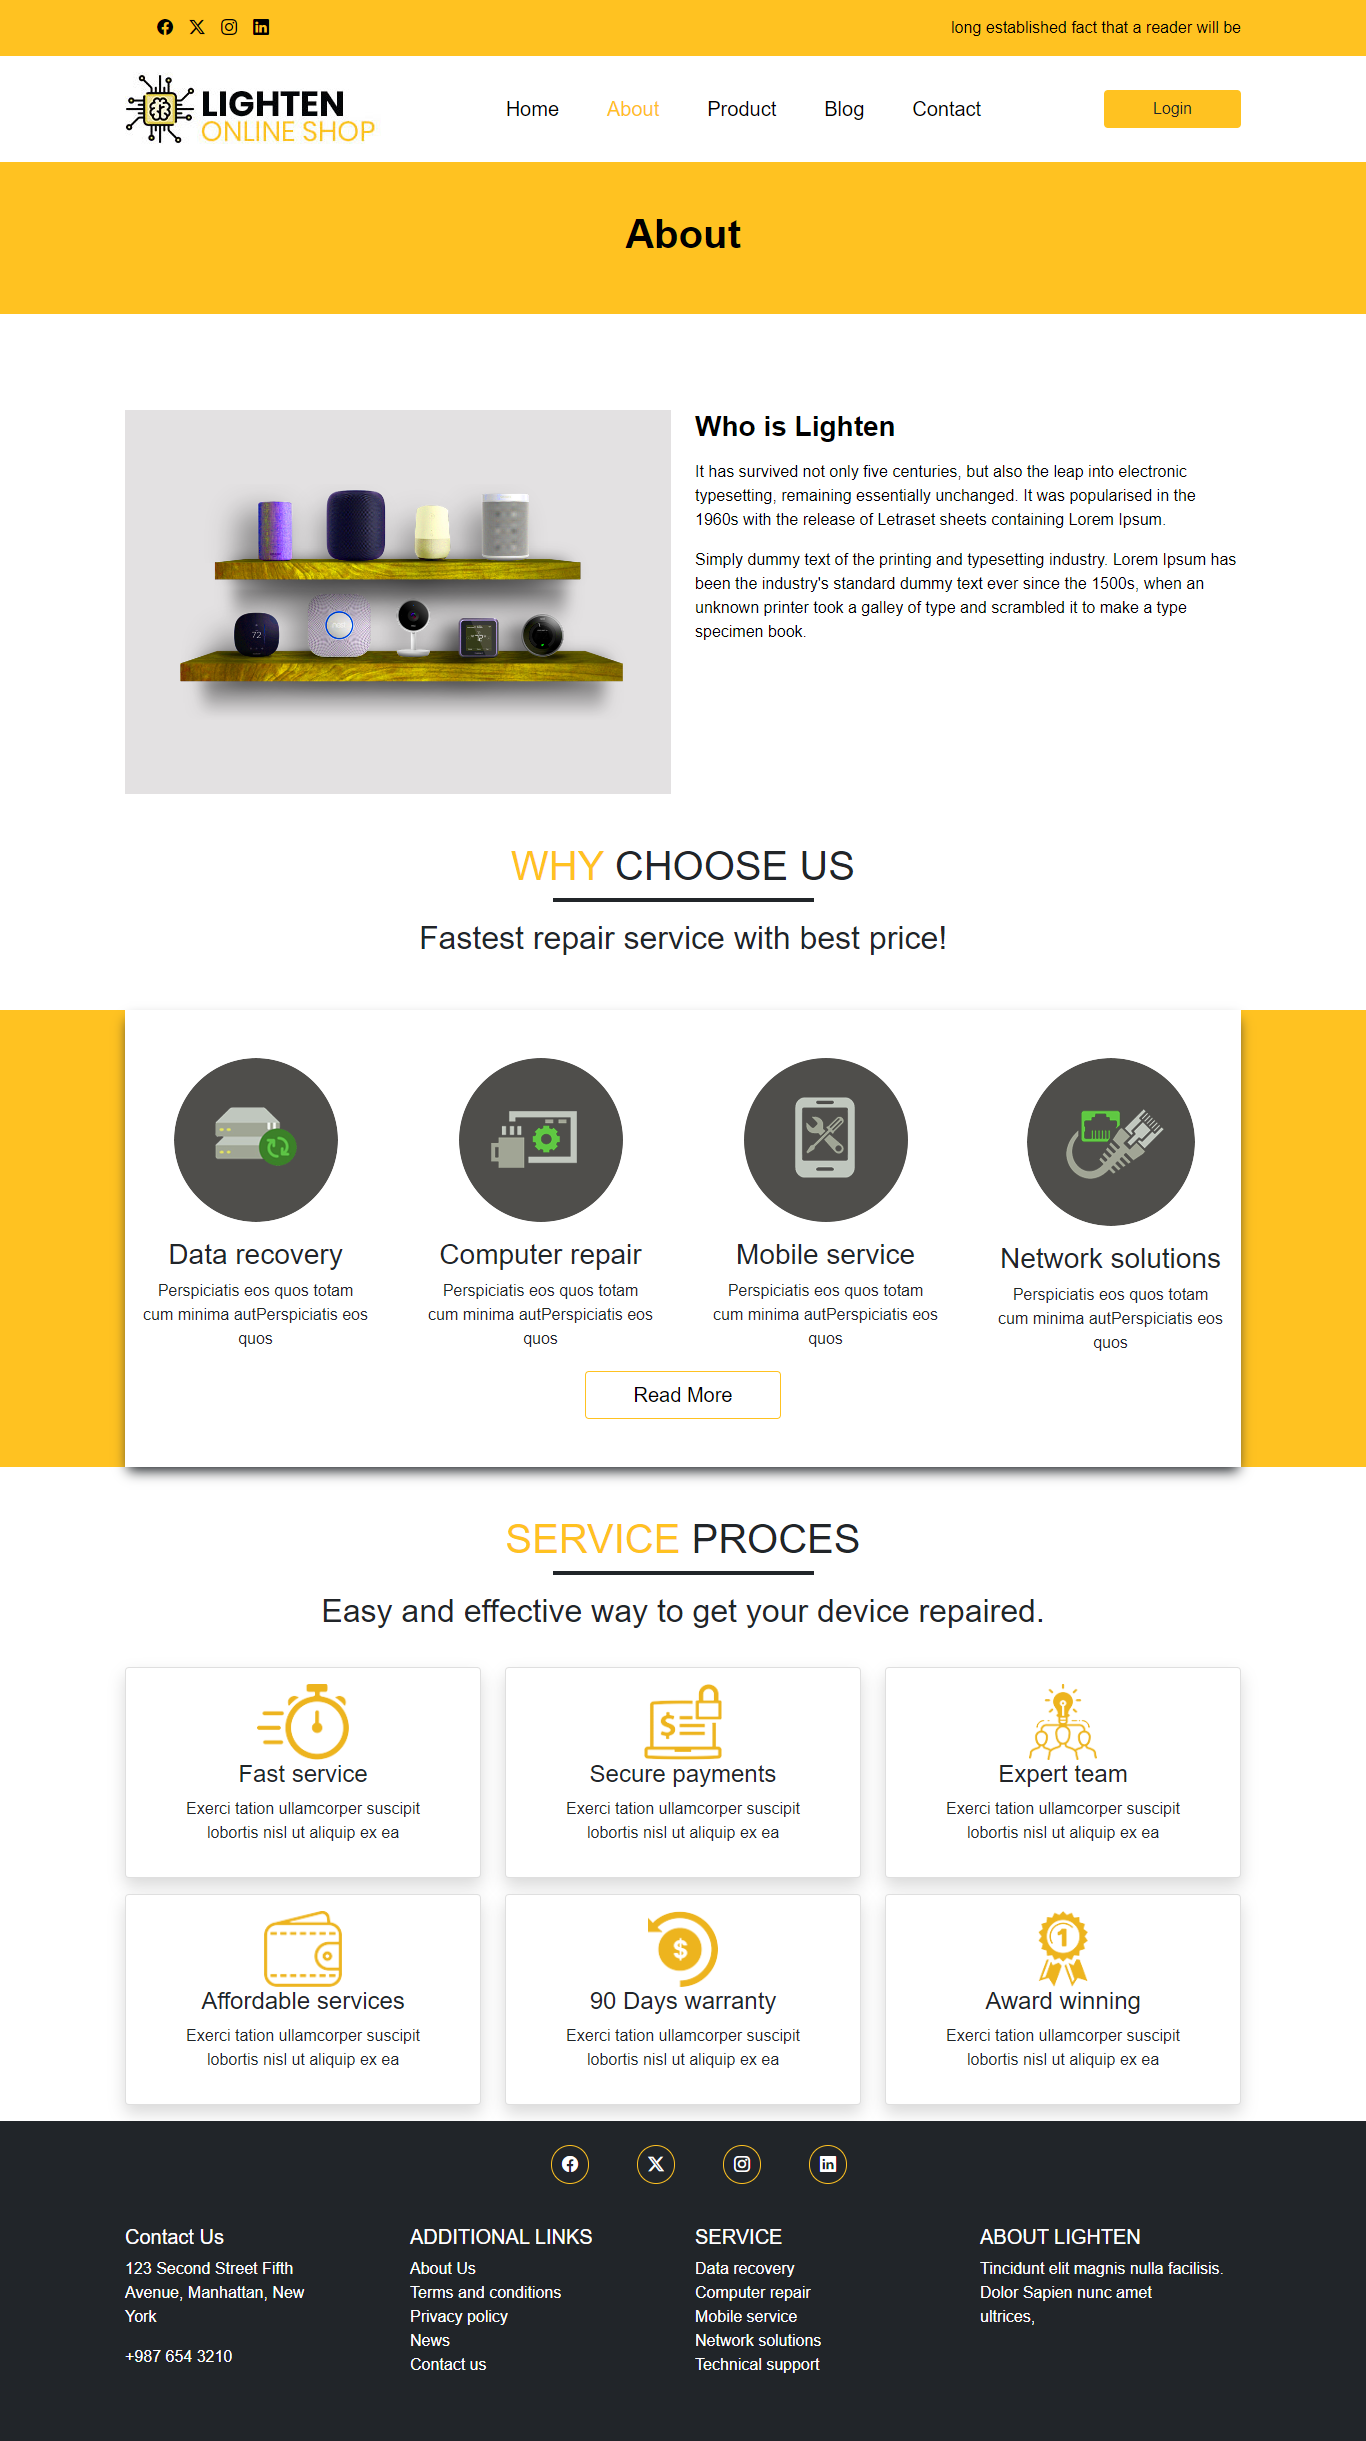 long established fact that a reader will be
LIGHTEN
ONLINE SHOP
Home
About
Product
Blog
Contact
Login
About
Who is Lighten
It has survived not only five centuries, but also the leap into electronic
typesetting, remaining essentially unchanged. It was popularised in the
1960s with the release of Letraset sheets containing Lorem Ipsum.
Simply dummy text of the printing and typesetting industry. Lorem Ipsum has
been the industry's standard dummy text ever since the 1500s, when an
unknown printer took a galley of type and scrambled it to make a type
specimen book.
72
WHY CHOOSE US
Fastest repair service with best price!
Data recovery
Perspiciatis eos quos totam
cum minima autPerspiciatis eos
quos
Computer repair
Perspiciatis eos quos totam
cum minima autPerspiciatis eos
quos
Mobile service
Perspiciatis eos quos totam
cum minima autPerspiciatis eos
quos
Network solutions
Perspiciatis eos quos totam
cum minima autPerspiciatis eos
quos
Read More
SERVICE PROCES
Easy and effective way to get your device repaired.
Fast service
Exerci tation ullamcorper suscipit
lobortis nisl ut aliquip ex ea
$
Secure payments
Exerci tation ullamcorper suscipit
lobortis nisl ut aliquip ex ea
Expert team
Exerci tation ullamcorper suscipit
lobortis nisl ut aliquip ex ea
Affordable services
Exerci tation ullamcorper suscipit
lobortis nisl ut aliquip ex ea
$
90 Days warranty
Exerci tation ullamcorper suscipit
lobortis nisl ut aliquip ex ea
1
Award winning
Exerci tation ullamcorper suscipit
lobortis nisl ut aliquip ex ea
Contact Us
123 Second Street Fifth
Avenue, Manhattan, New
York
+987 654 3210
ADDITIONAL LINKS
About Us
Terms and conditions
Privacy policy
News
Contact us
SERVICE
Data recovery
Computer repair
Mobile service
Network solutions
Technical support
ABOUT LIGHTEN
Tincidunt elit magnis nulla facilisis.
Dolor Sapien nunc amet
ultrices,